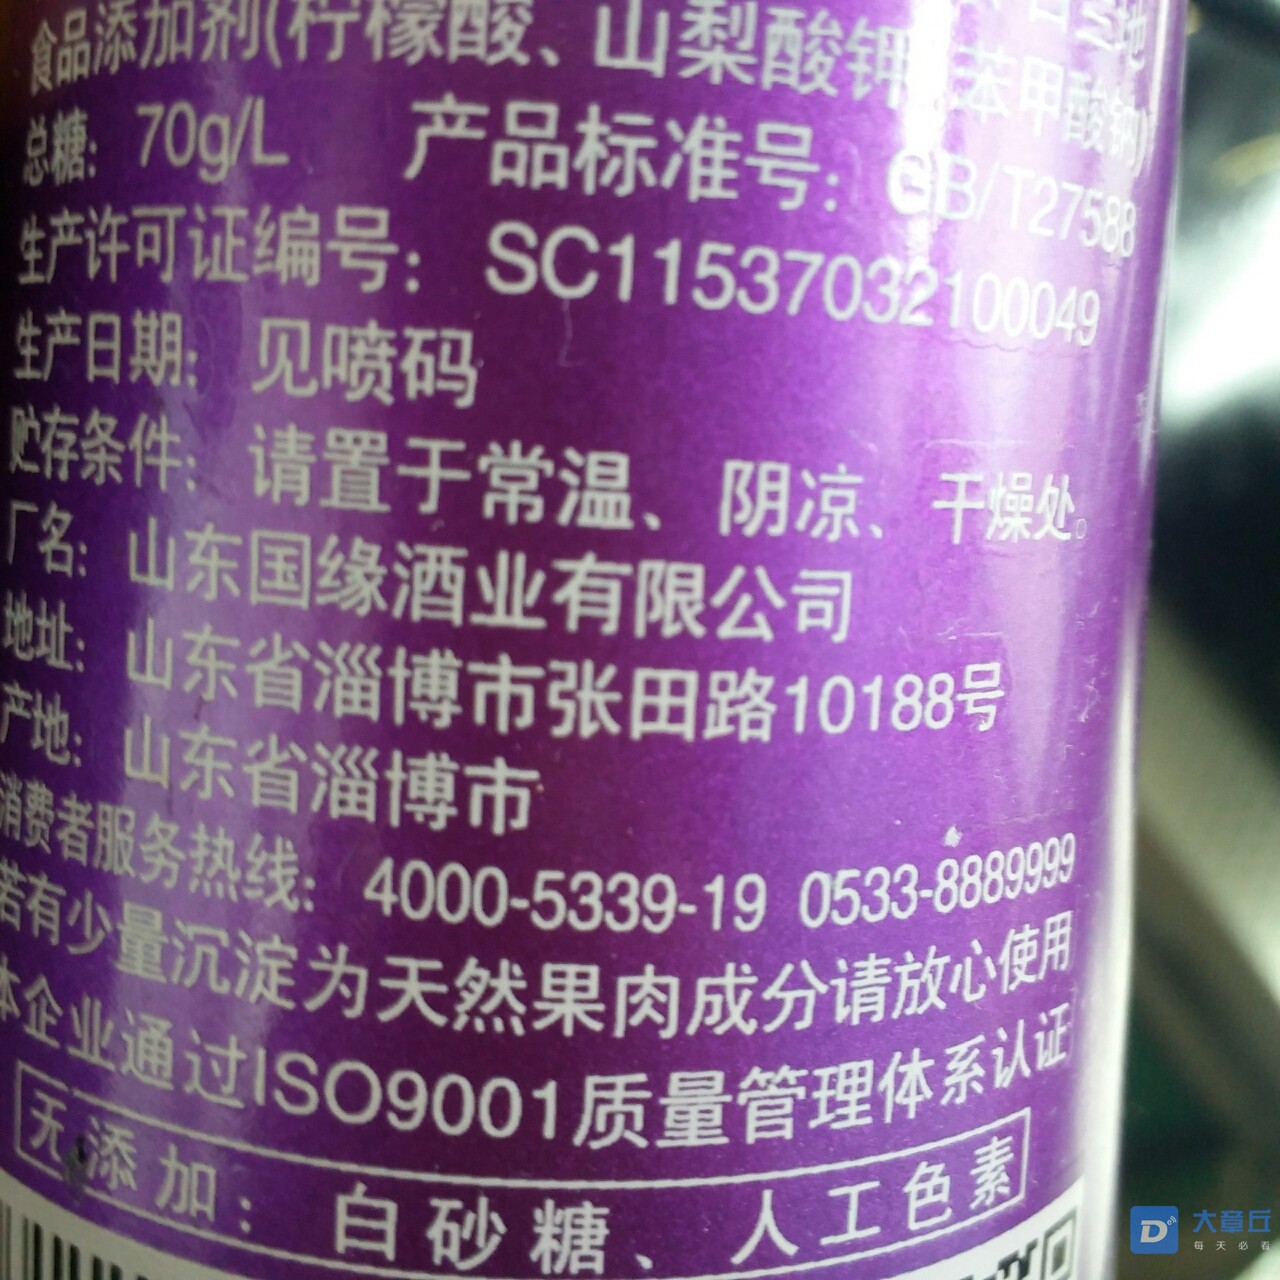 食品添加剂(柠檬酸、山梨酸钾、苯甲酸钠)
总糖: 70g/L 产品标准号: GB/T27588
生产许可证编号: SC11537032100049
生产日期: 见喷码
贮存条件: 请置于常温、阴凉、干燥处。
厂名: 山东国缘酒业有限公司
地址: 山东省淄博市张田路10188号
产地: 山东省淄博市
消费者服务热线: 4000-5339-19 0533-8889999
若有少量沉淀为天然果肉成分请放心使用
本企业通过ISO9001质量管理体系认证
无添加: 白砂糖、人工色素
大章丘
每天必看